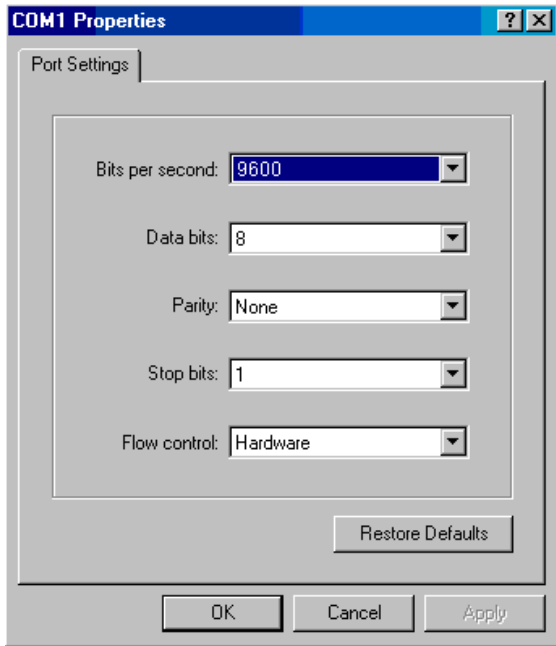 COM1 Properties
Port Settings
Bits per second: 9600
Data bits: 8
Parity: None
Stop bits: 1
Flow control: Hardware
Restore Defaults
OK Cancel Apply